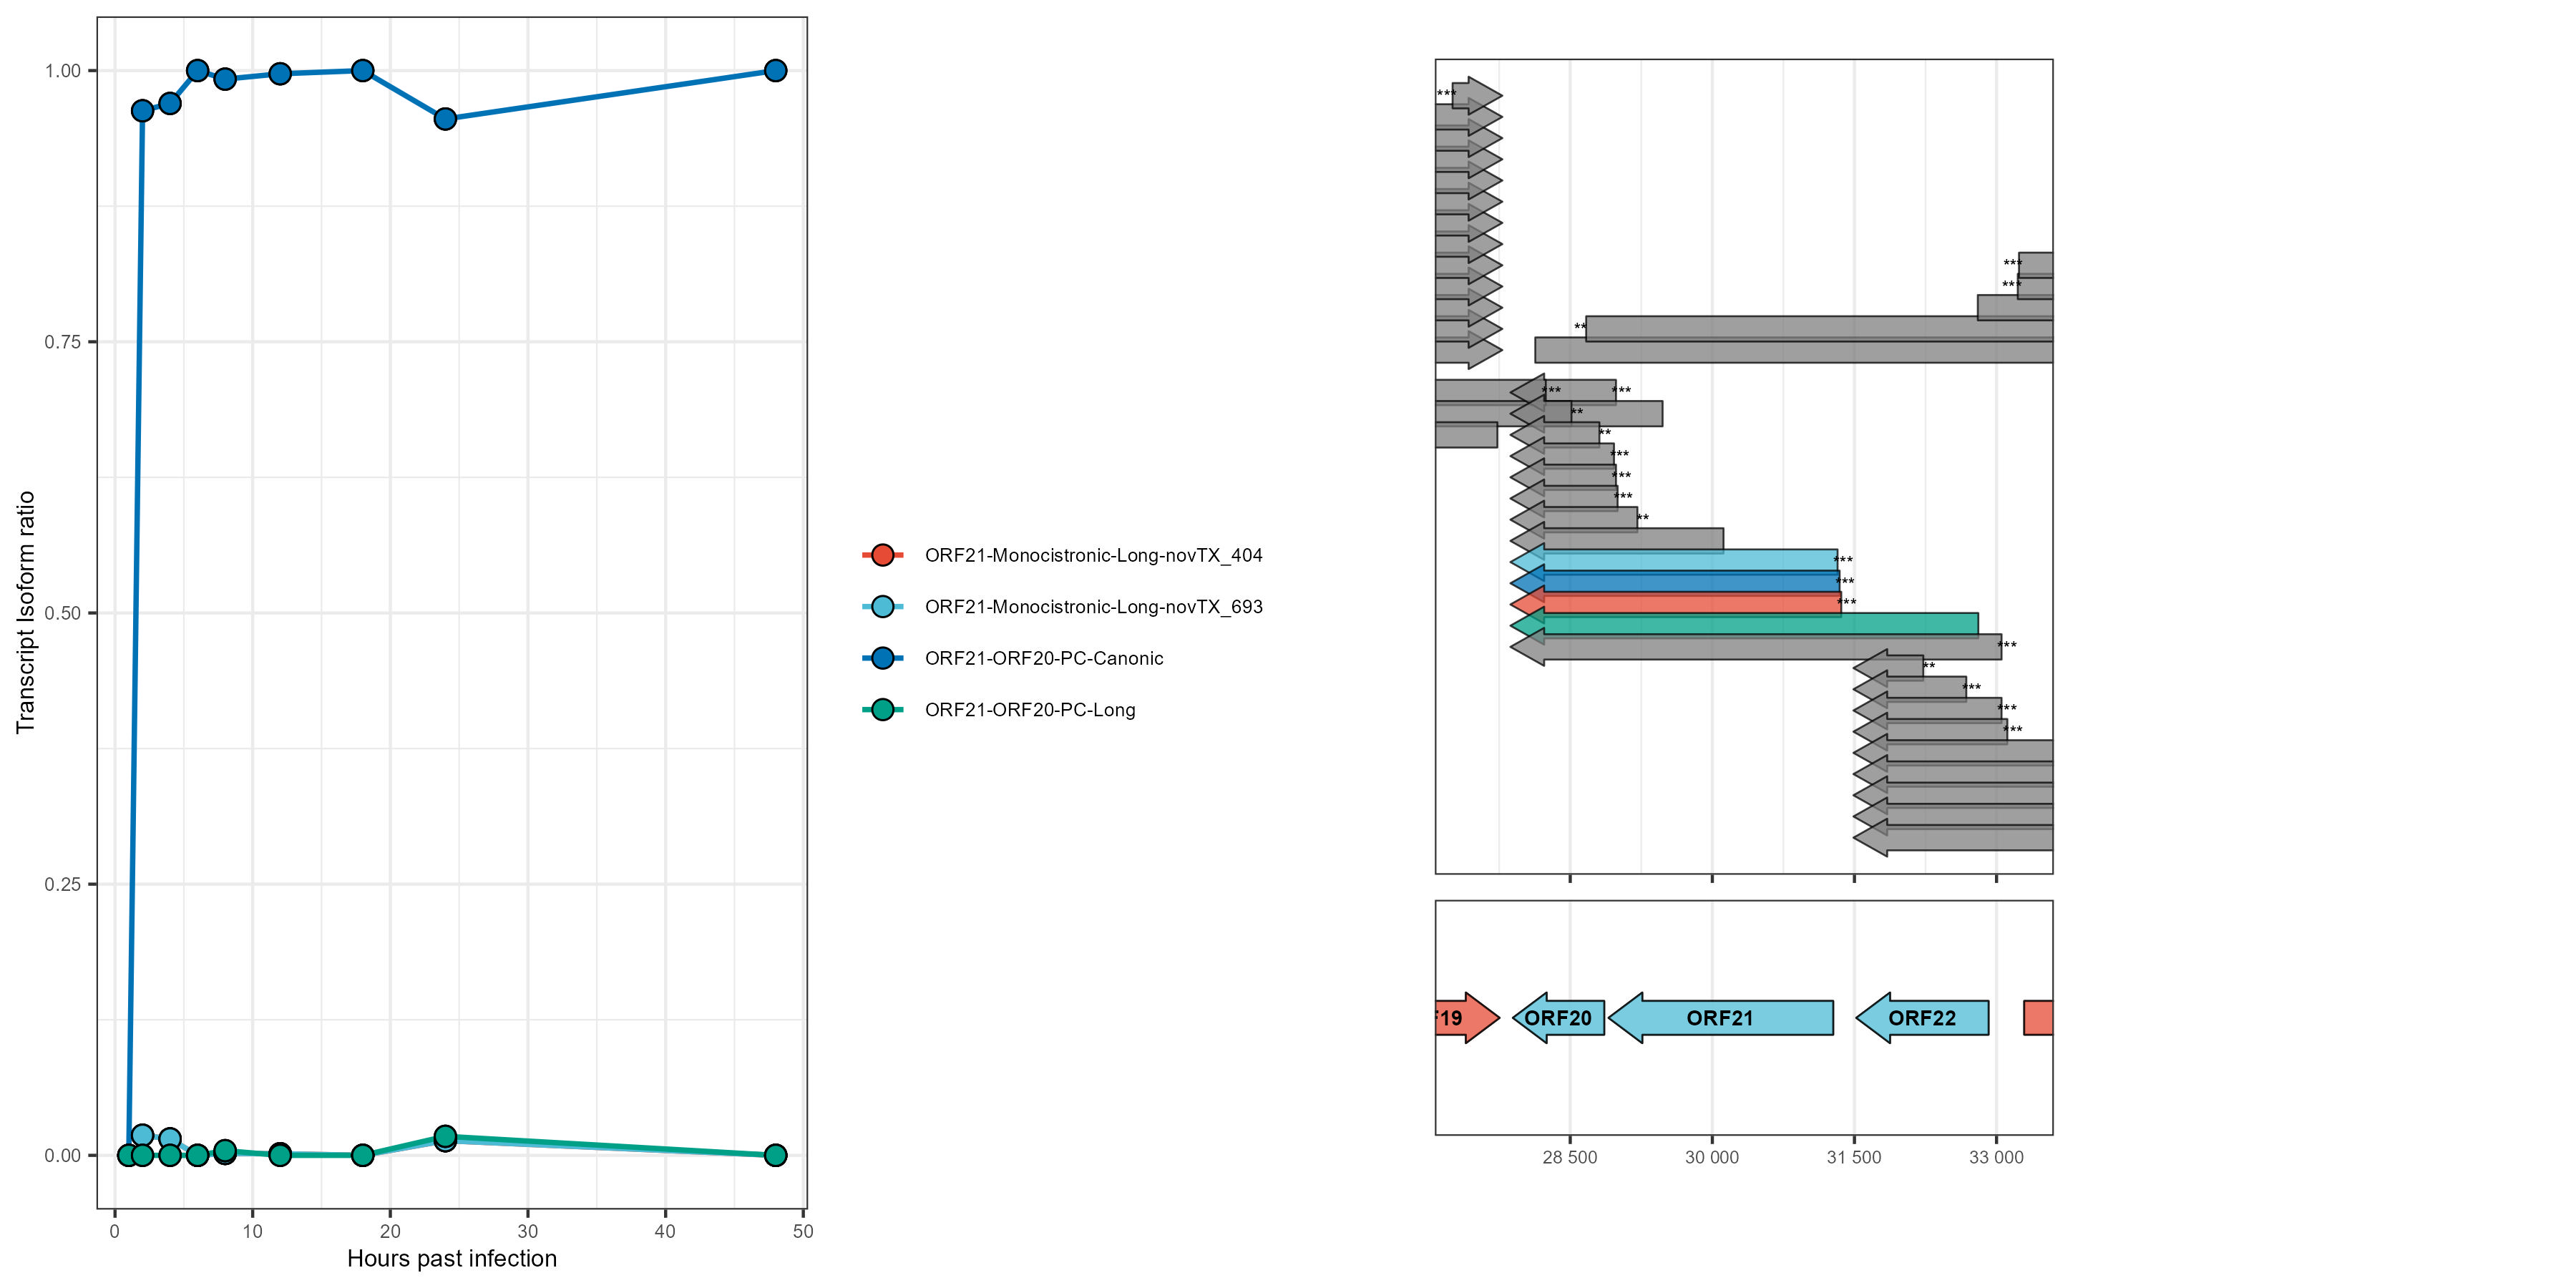 1.00
0.75
0.50
0.25
0.00
Transcript Isoform ratio
0 10 20 30 40 50
Hours past infection
ORF21-Monocistronic-Long-novTX_404
ORF21-Monocistronic-Long-novTX_693
ORF21-ORF20-PC-Canonic
ORF21-ORF20-PC-Long
***
***
***
**
*** ***
**
**
***
***
***
**
***
***
***
***
**
***
***
***
F19 ORF20 ORF21 ORF22
28 500 30 000 31 500 33 000